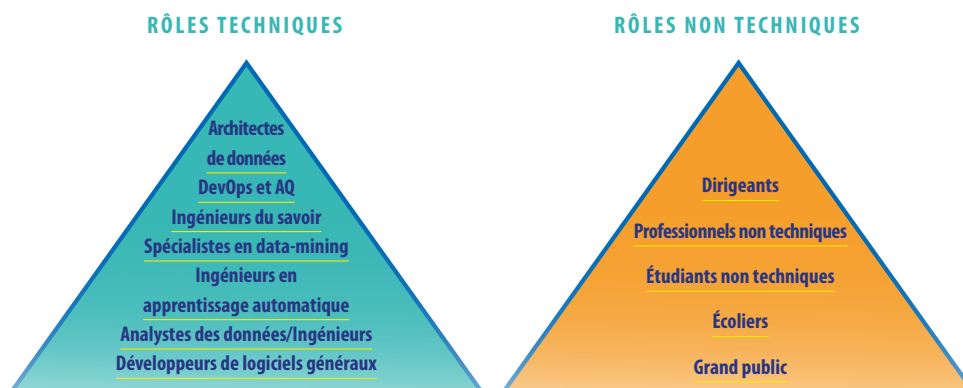 RÔLES TECHNIQUES
Architectes
de données
DevOps et AQ
Ingénieurs du savoir
Spécialistes en data-mining
Ingénieurs en
apprentissage automatique
Analystes des données/Ingénieurs
Développeurs de logiciels généraux
RÔLES NON TECHNIQUES
Dirigeants
Professionnels non techniques
Étudiants non techniques
Écoliers
Grand public